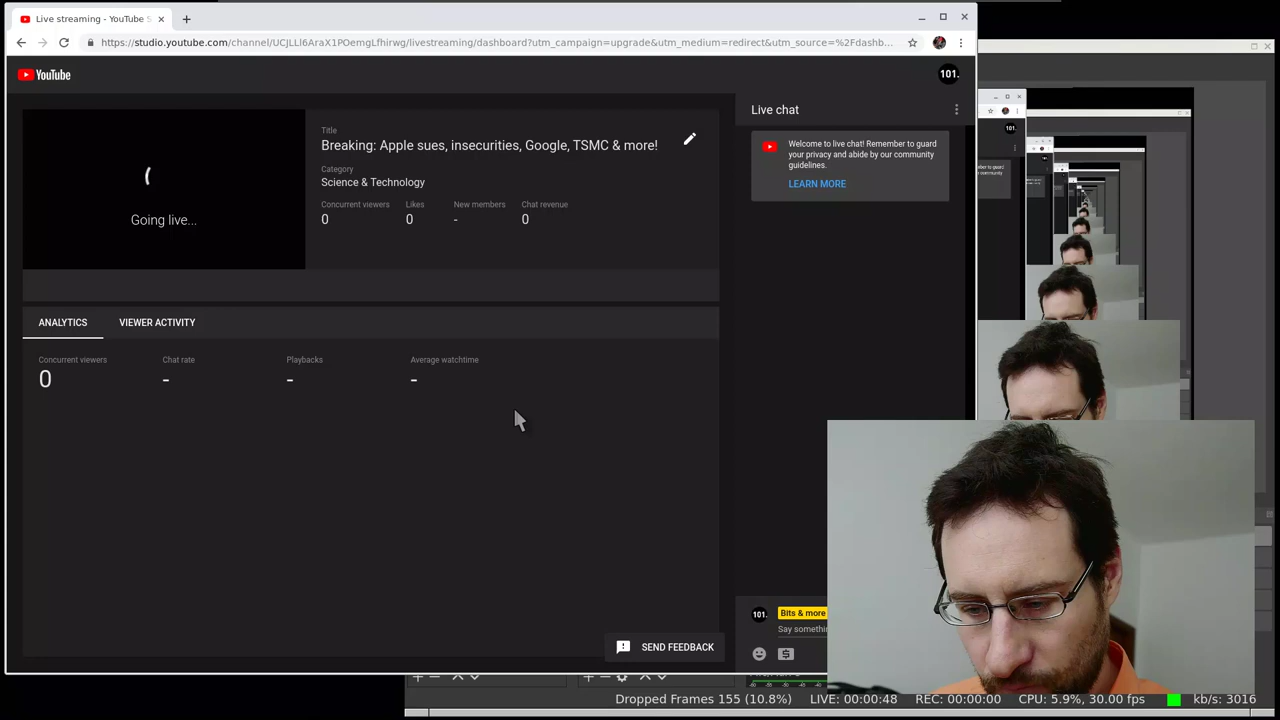 Live streaming - YouTube S
https://studio.youtube.com/channel/UCJLLl6AraX1POemgLfhirwg/livestreaming/dashboard?utm_campaign=upgrade&utm_medium=redirect&utm_source=%2Fdashb...
YouTube
101.
Title
Breeking: Apple sues, insecurities, Google, TSMC & more!
Category
Science & Technology
Concurrent viewers
Likes
New members
Chat revenue
0
0
-
0
Going live...
Live chat
Welcome to live chat! Remember to guard
your privacy and abide by our community
guidelines.
LEARN MORE
ANALYTICS
VIEWER ACTIVITY
Concurrent viewers
Chat rate
Playbacks
Average watchtime
0
-
-
-
101.
Bits & more
Say somethin
SEND FEEDBACK
Dropped Frames 155 (10.8%)
LIVE: 00:00:48
REC: 00:00:00
CPU: 5.9%, 30.00 fps
kb/s: 3016